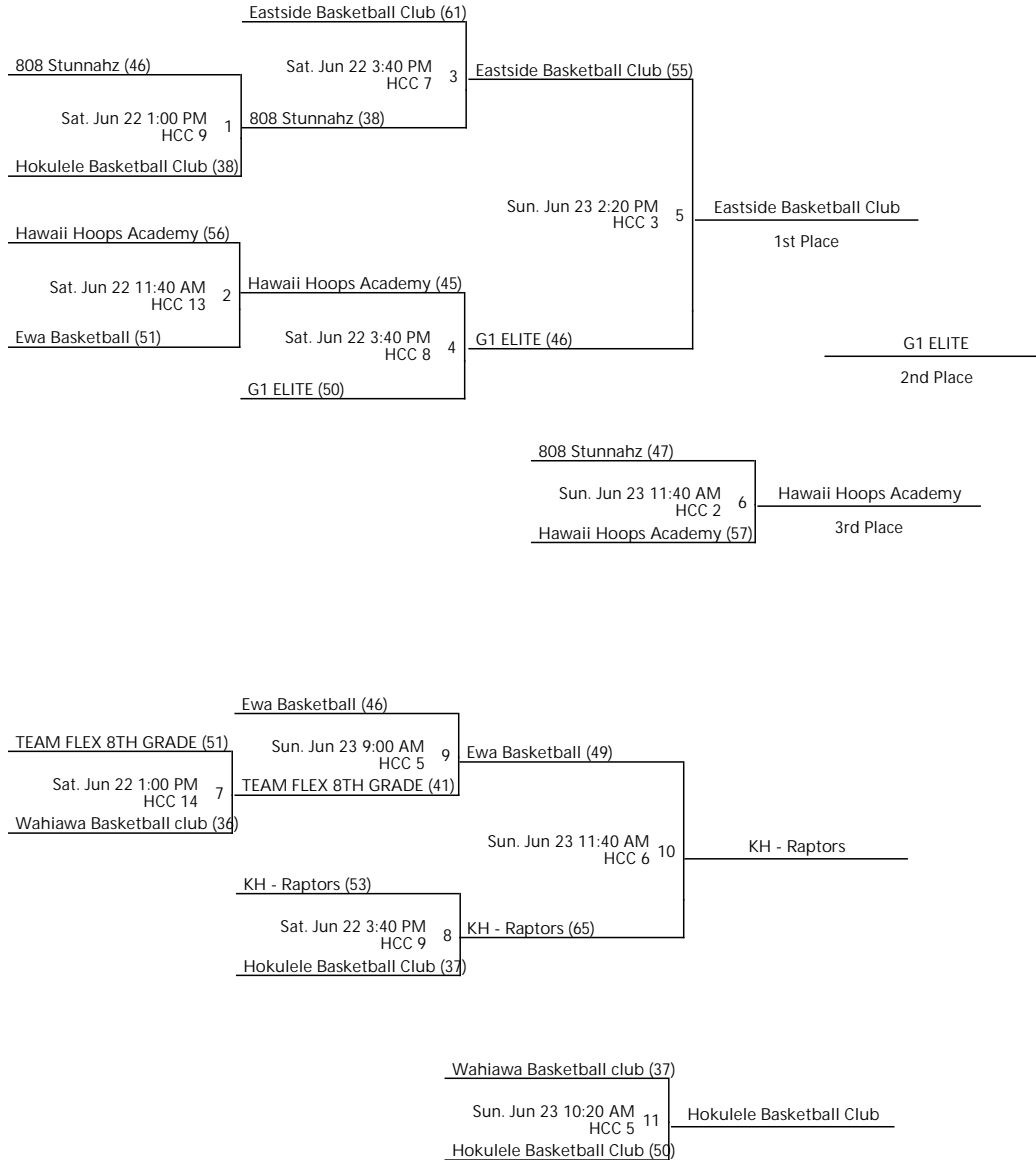 Eastside Basketball Club (61)
808 Stunnahz (46)
Sat. Jun 22 3:40 PM
HCC 7
3
Eastside Basketball Club (55)
Sat. Jun 22 1:00 PM
HCC 9
1
808 Stunnahz (38)
Hokulele Basketball Club (38)
Sun. Jun 23 2:20 PM
HCC 3
5
Eastside Basketball Club
1st Place
Hawaii Hoops Academy (56)
Sat. Jun 22 11:40 AM
HCC 13
2
Hawaii Hoops Academy (45)
Ewa Basketball (51)
Sat. Jun 22 3:40 PM
HCC 8
4
G1 ELITE (46)
G1 ELITE
2nd Place
G1 ELITE (50)
808 Stunnahz (47)
Sun. Jun 23 11:40 AM
HCC 2
6
Hawaii Hoops Academy
3rd Place
Hawaii Hoops Academy (57)
Ewa Basketball (46)
TEAM FLEX 8TH GRADE (51)
Sun. Jun 23 9:00 AM
HCC 5
9
Ewa Basketball (49)
Sat. Jun 22 1:00 PM
HCC 14
7
TEAM FLEX 8TH GRADE (41)
Wahiawa Basketball club (36)
Sun. Jun 23 11:40 AM
HCC 6
10
KH - Raptors
KH - Raptors (53)
Sat. Jun 22 3:40 PM
HCC 9
8
KH - Raptors (65)
Hokulele Basketball Club (37)
Wahiawa Basketball club (37)
Sun. Jun 23 10:20 AM
HCC 5
11
Hokulele Basketball Club
Hokulele Basketball Club (50)